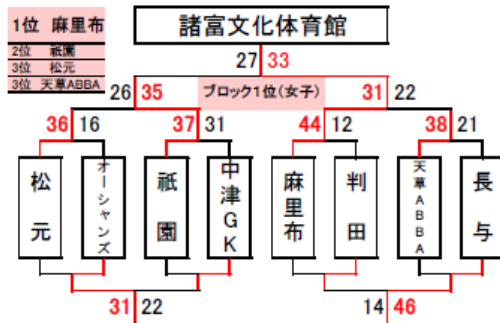 1位 麻里布
2位 祇園
3位 松元
3位 天草ABBA
諸富文化体育館
27 33
ブロック1位(女子)
26 35 31 22
36 16 37 31 44 12 38 21
松元
オーシャンズ
祇園
中津GK
麻里布
判田
天草ABBA
長与
31 22 14 46